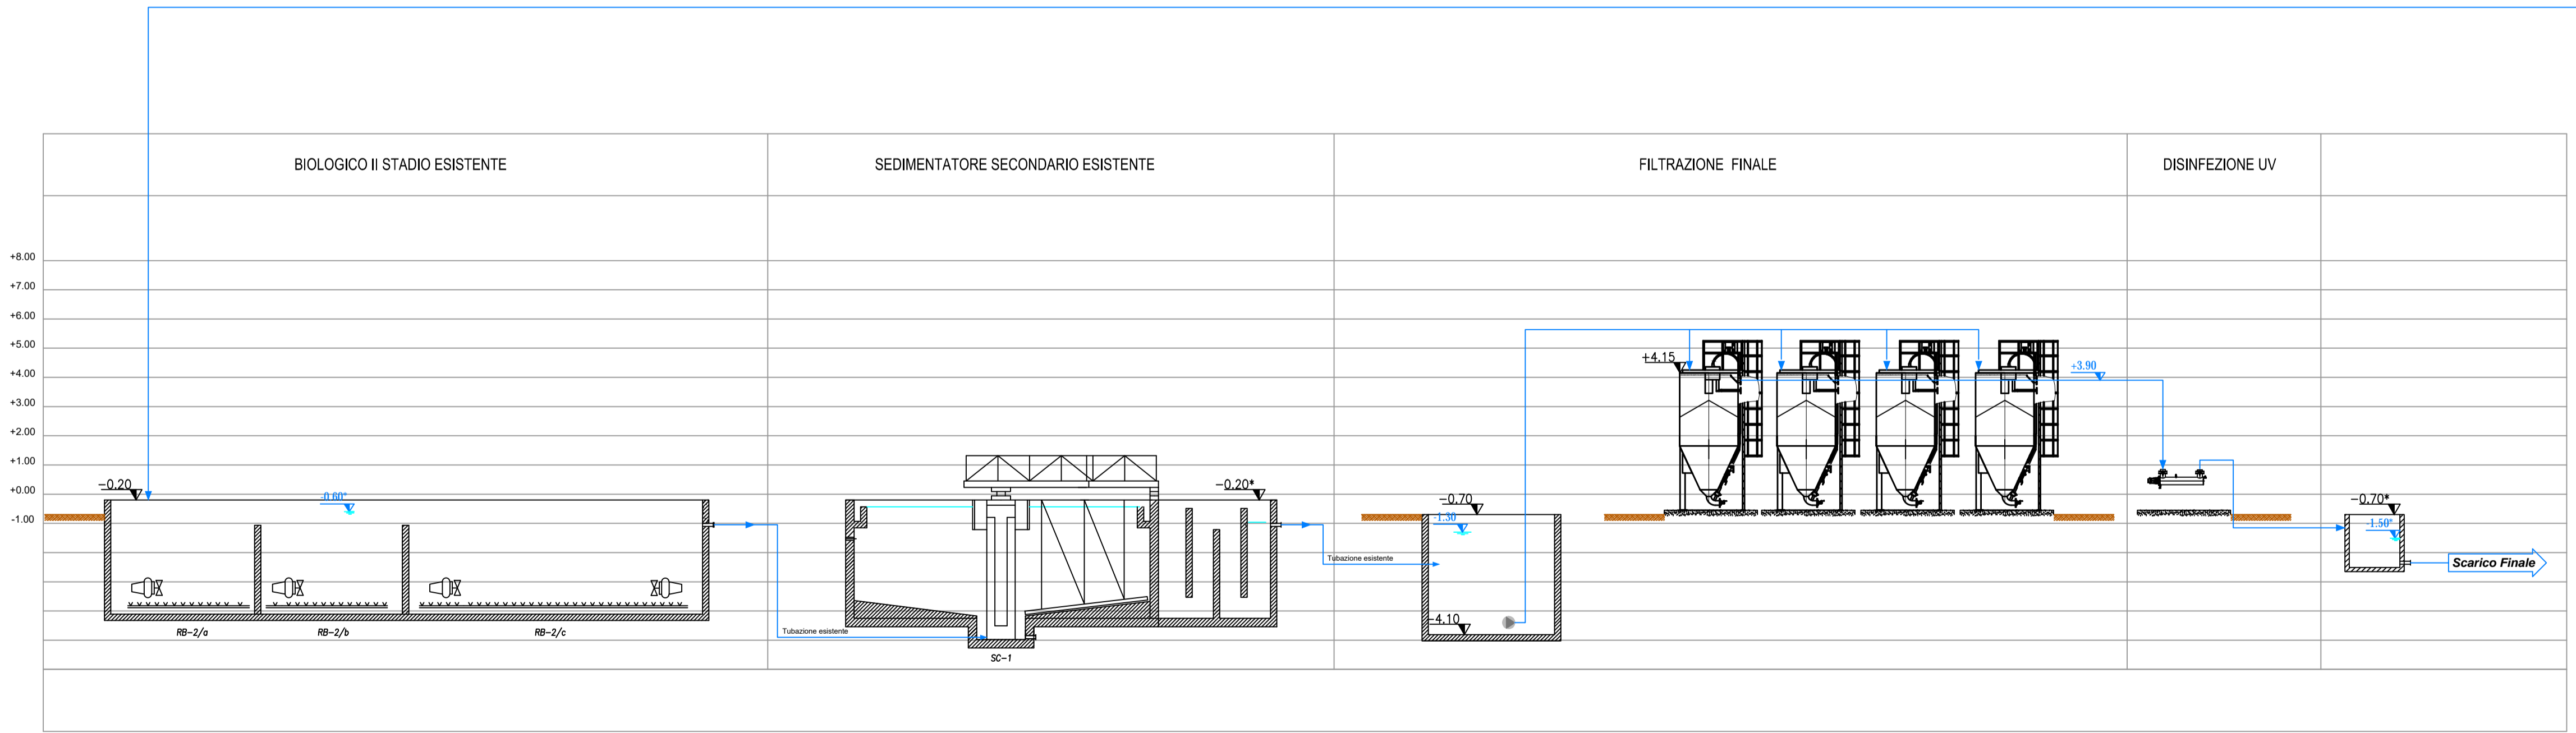 BIOLOGICO II STADIO ESISTENTE
SEDIMENTATORE SECONDARIO ESISTENTE
FILTRAZIONE FINALE
DISINFEZIONE UV
+8.00
+7.00
+6.00
+5.00
+4.00
+3.00
+2.00
+1.00
+0.00
-1.00
-0.20
-0.60*
RB-2/a
RB-2/b
RB-2/c
Tubazione esistente
-0.20*
SC-1
Tubazione esistente
-0.70
-1.30
-4.10
+4.15
+3.90
-0.70*
-1.50*
Scarico Finale